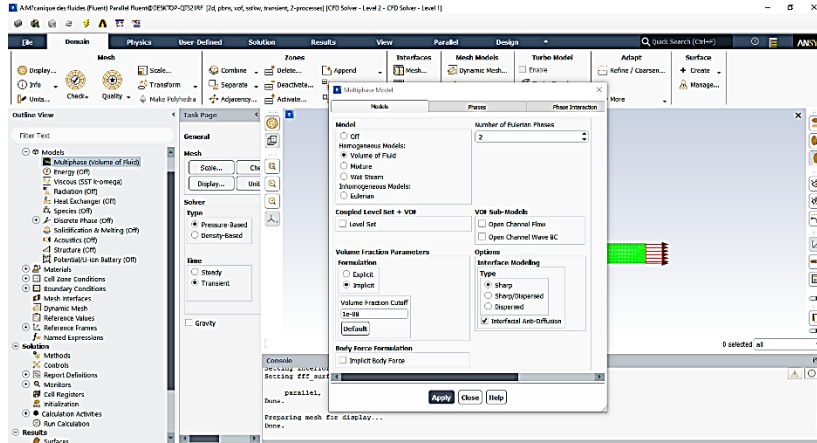 A:Mécanique des fluides (Fluent) Parallel Fluent@DESKTOP-QT321RF [2d, pbns, vof, sstkw, transient, 2-processes] [CFD Solver - Level 2 - CFD Solver - Level 1]
File Domain Physics User-Defined Solution Results View Parallel Design Quick Search (Ctrl+F) ANSY
Mesh Zones Interfaces Mesh Models Turbo Model Adapt Surface
Display... Scale... Combine Delete... Append Mesh... Dynamic Mesh... Enable Refine / Coarsen... + Create
Info Transform Separate Deactivate... Manage...
Units... Check Quality Make Polyhedra Adjacency... Activate... More
Outline View Task Page
Filter Text
Models
Multiphase (Volume of Fluid)
Energy (Off)
Viscous (SST k-omega)
Radiation (Off)
Heat Exchanger (Off)
Species (Off)
Discrete Phase (Off)
Solidification & Melting (Off)
Acoustics (Off)
Structure (Off)
Potential/Li-ion Battery (Off)
Materials
Cell Zone Conditions
Boundary Conditions
Mesh Interfaces
Dynamic Mesh
Reference Values
Reference Frames
Named Expressions
Solution
Methods
Controls
Report Definitions
Monitors
Cell Registers
Initialization
Calculation Activities
Run Calculation
Results
Surfaces
General
Mesh
Scale... Che
Display... Unit
Solver
Type
Pressure-Based
Density-Based
Time
Steady
Transient
Gravity
Multiphase Model
Models Phases Phase Interaction
Model
Off
Homogeneous Models:
Volume of Fluid
Mixture
Wet Steam
Inhomogeneous Models:
Eulerian
Number of Eulerian Phases
2
Coupled Level Set + VOF
Level Set
VOF Sub-Models
Open Channel Flow
Open Channel Wave BC
Volume Fraction Parameters
Formulation
Explicit
Implicit
Volume Fraction Cutoff
1e-08
Default
Options
Interface Modeling
Type
Sharp
Sharp/Dispersed
Dispersed
Interfacial Anti-Diffusion
Body Force Formulation
Implicit Body Force
Apply Close Help
0 selected all
Console
Setting fff_surf
parallel,
Done.
Preparing mesh for display...
Done.